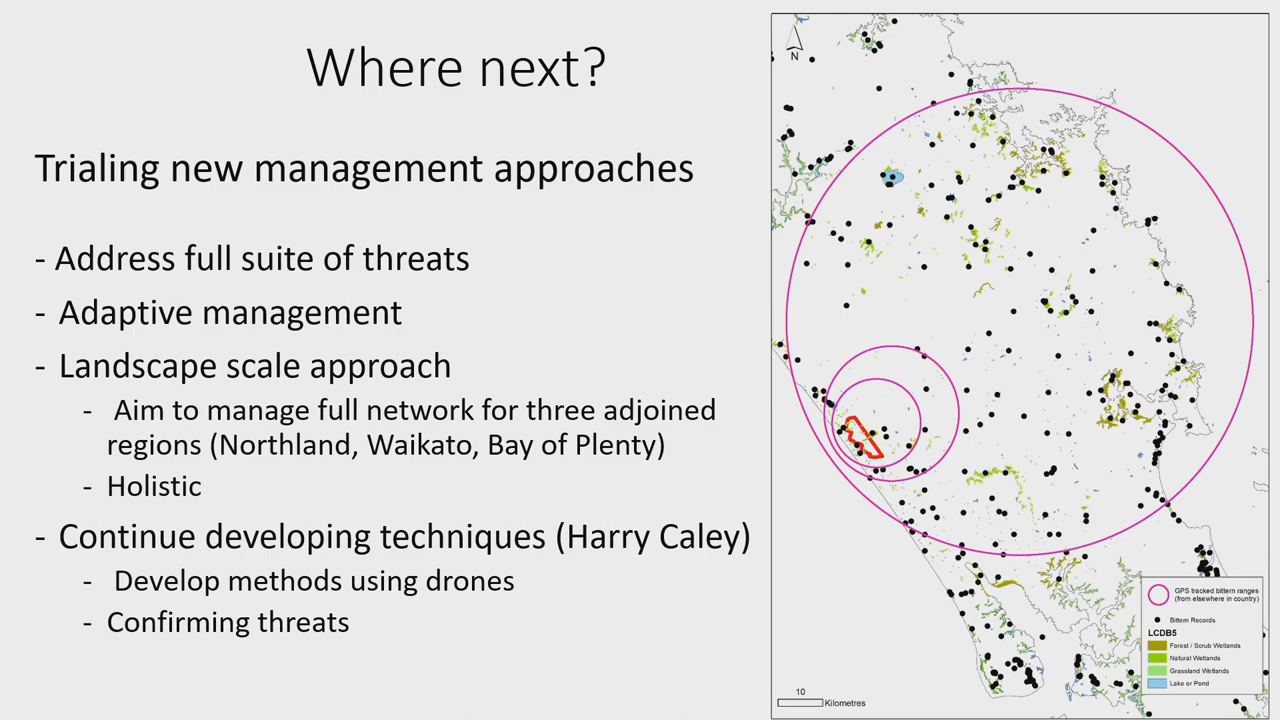 Where next?
Trialing new management approaches
- Address full suite of threats
- Adaptive management
- Landscape scale approach
- Aim to manage full network for three adjoined
regions (Northland, Waikato, Bay of Plenty)
- Holistic
- Continue developing techniques (Harry Caley)
- Develop methods using drones
- Confirming threats
N
GPS tracked bittern ranges
(from elsewhere in country)
Bittern Records
LCDB5
Forest / Scrub Wetlands
Natural Wetlands
Grassland Wetlands
Lake or Pond
10
Kilometres